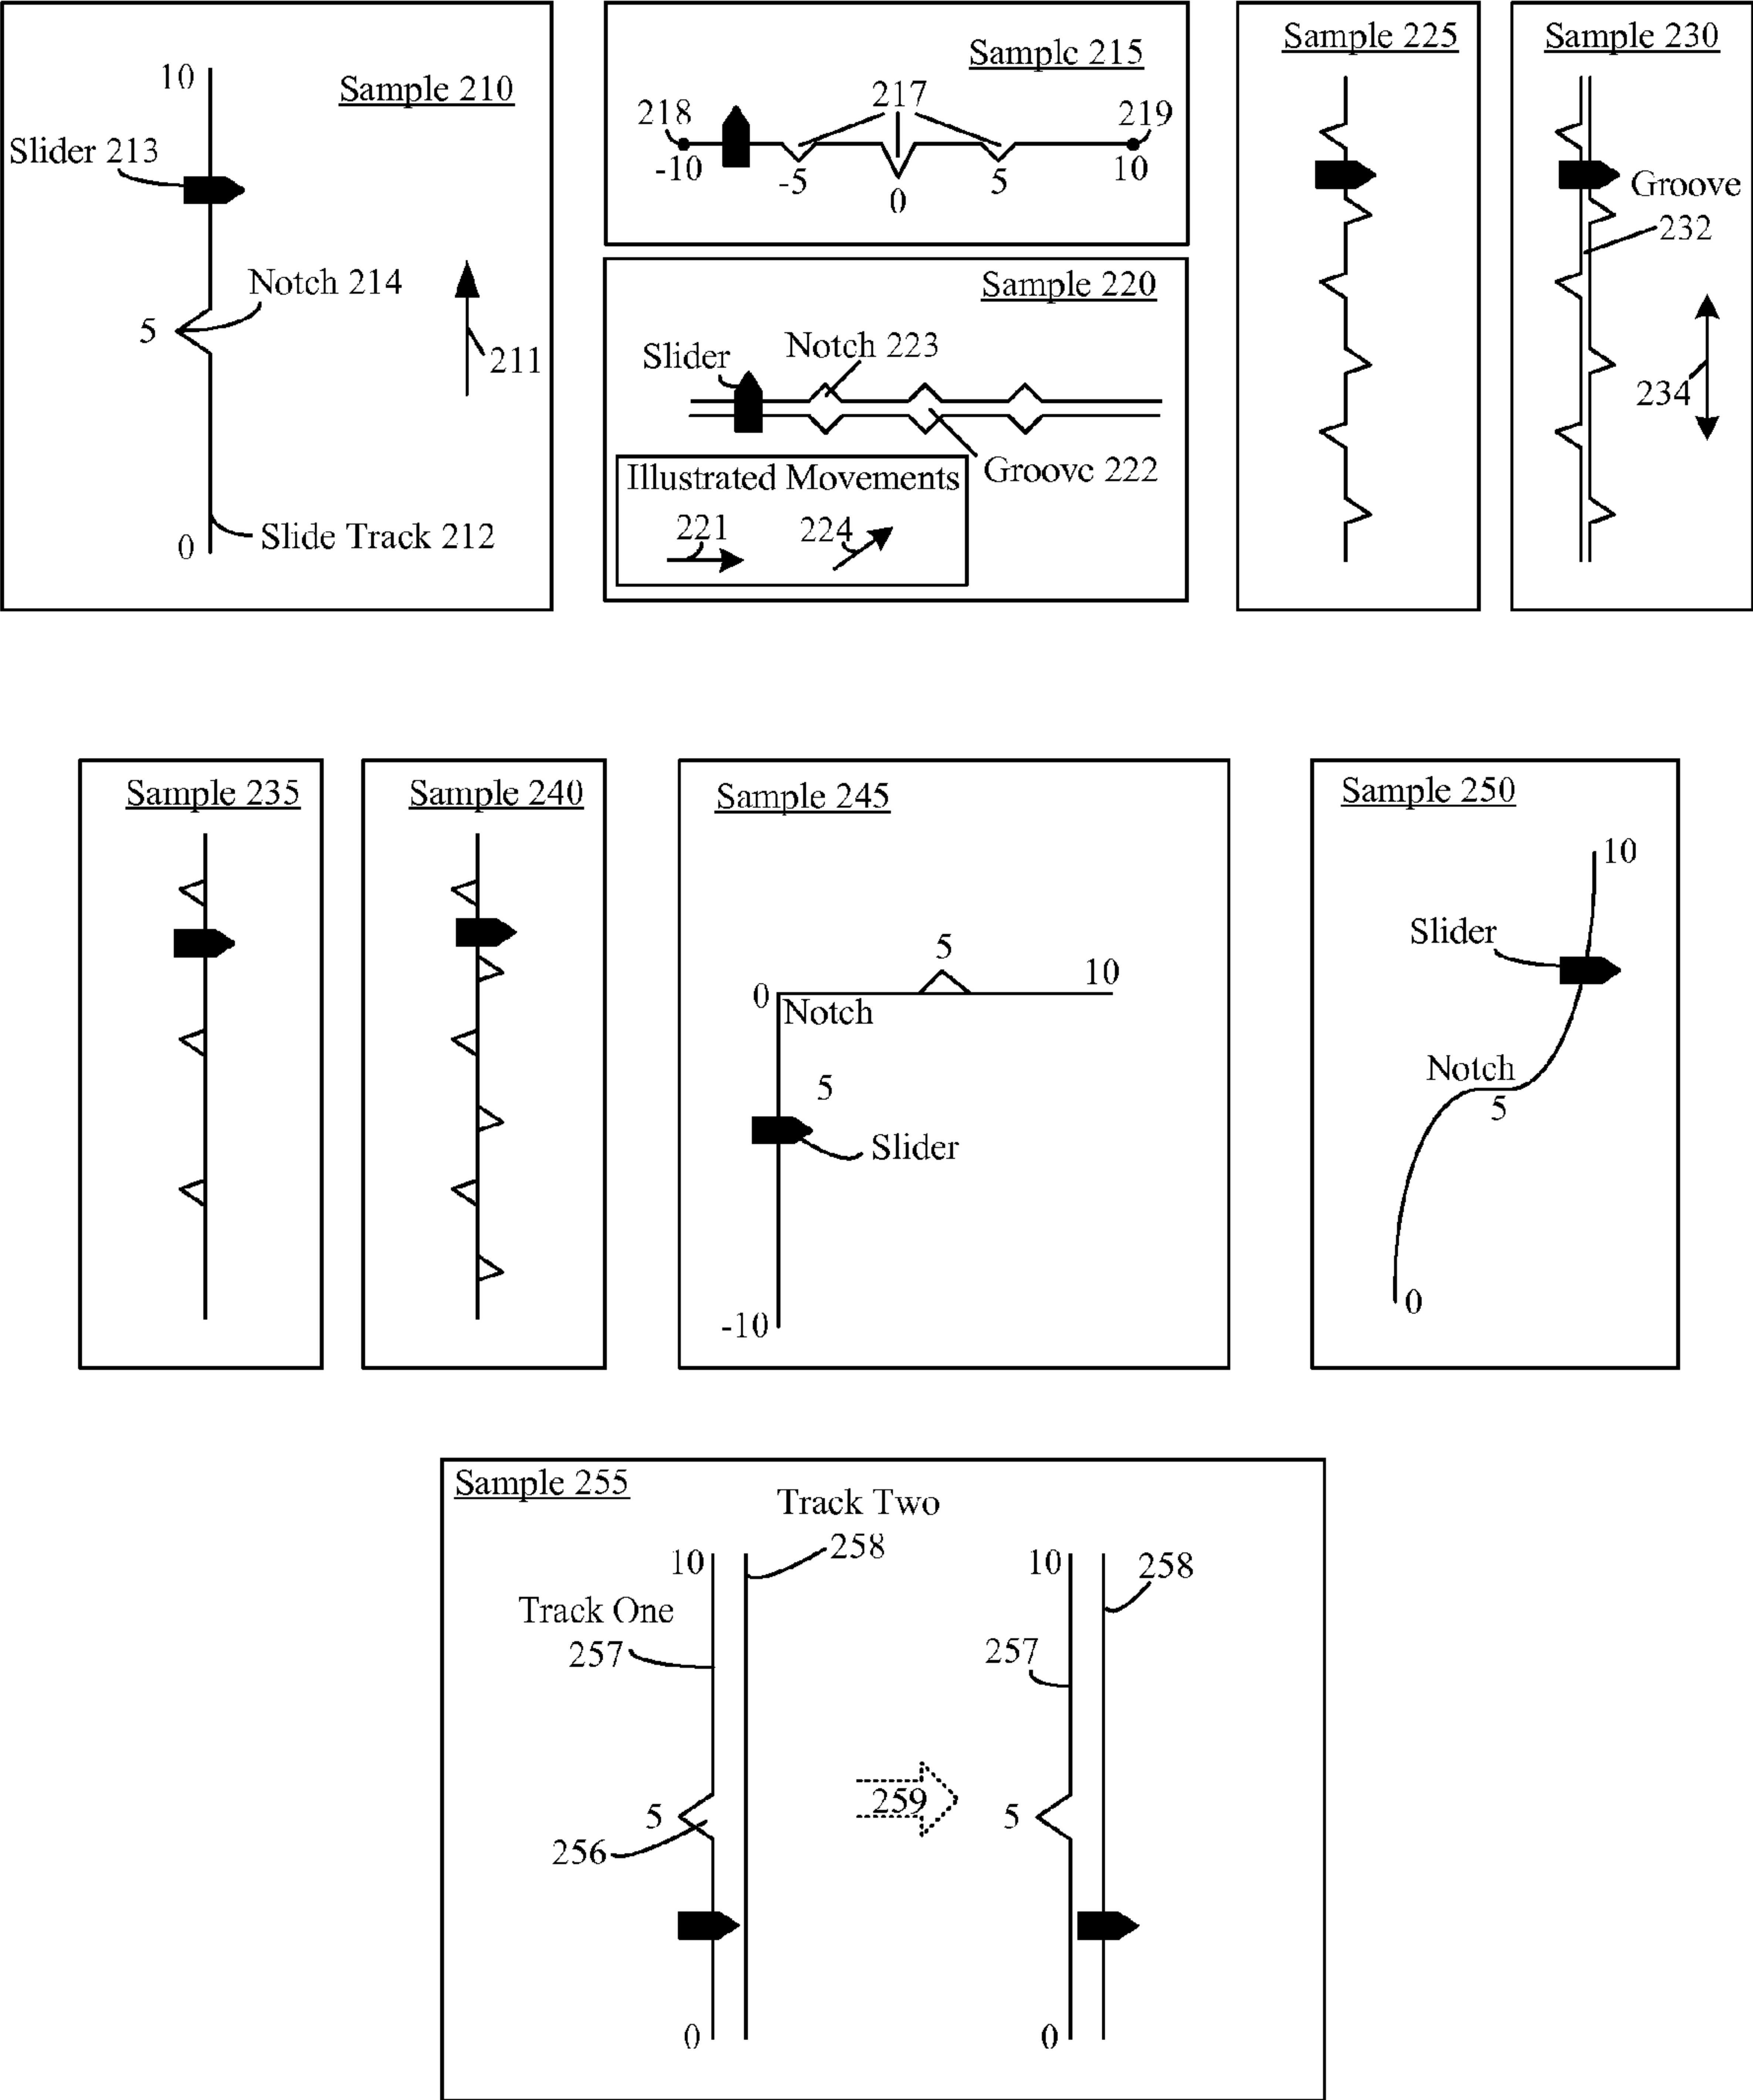 Sample 210
10
Slider 213
Notch 214
5
211
0
Slide Track 212
Sample 215
217
218
219
-10
-5
0
5
10
Sample 220
Slider
Notch 223
Groove 222
Illustrated Movements
221
224
Sample 225
Sample 230
Groove
232
234
Sample 235
Sample 240
Sample 245
5
10
0
Notch
5
Slider
-10
Sample 250
10
Slider
Notch
5
0
Sample 255
Track Two
258
10
Track One
257
5
256
0
259
10
258
257
5
0